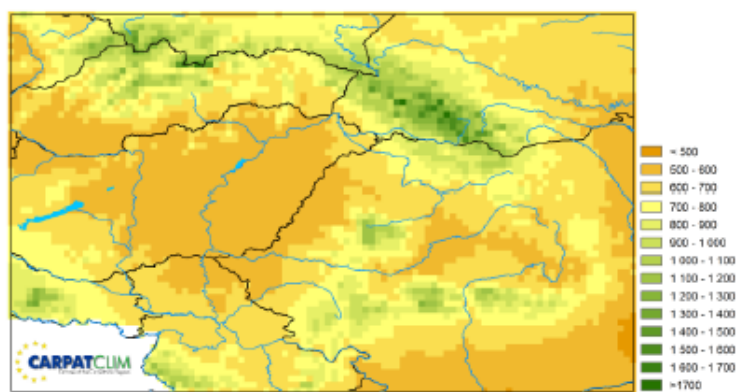 < 500
500 - 600
600 - 700
700 - 800
800 - 900
900 - 1 000
1 000 - 1 100
1 100 - 1 200
1 200 - 1 300
1 300 - 1 400
1 400 - 1 500
1 500 - 1 600
1 600 - 1 700
>1700
CARPATCLIM